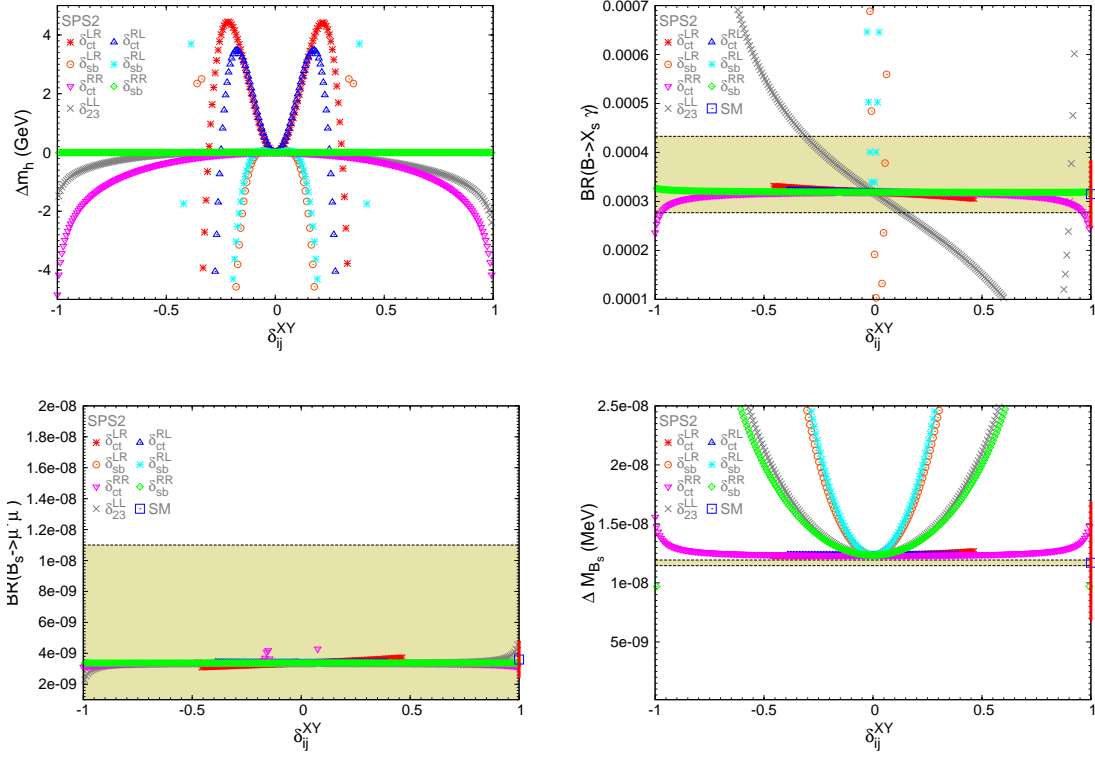 SPS2
δ_ct^LR δ_ct^RL
δ_sb^LR δ_sb^RL
δ_ct^RR δ_sb^RR
δ_23^LL
Δm_h (GeV)
4
2
0
-2
-4
-1 -0.5 0 0.5 1
δ_ij^XY
SPS2
δ_ct^LR δ_ct^RL
δ_sb^LR δ_sb^RL
δ_ct^RR δ_sb^RR
δ_23^LL SM
BR(B->X_s γ)
0.0007
0.0006
0.0005
0.0004
0.0003
0.0002
0.0001
-1 -0.5 0 0.5 1
δ_ij^XY
SPS2
δ_ct^LR δ_ct^RL
δ_sb^LR δ_sb^RL
δ_ct^RR δ_sb^RR
δ_23^LL SM
BR(B_s->μ^- μ)
2e-08
1.8e-08
1.6e-08
1.4e-08
1.2e-08
1e-08
8e-09
6e-09
4e-09
2e-09
-1 -0.5 0 0.5 1
δ_ij^XY
SPS2
δ_ct^LR δ_ct^RL
δ_sb^LR δ_sb^RL
δ_ct^RR δ_sb^RR
δ_23^LL SM
Δ M_B_s (MeV)
2.5e-08
2e-08
1.5e-08
1e-08
5e-09
-1 -0.5 0 0.5 1
δ_ij^XY